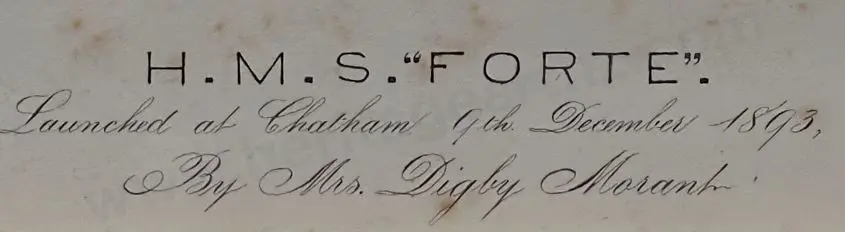 H.M.S. “FORTE”.
Launched at Chatham 9th. December 1893,
By Mrs. Digby Morant.